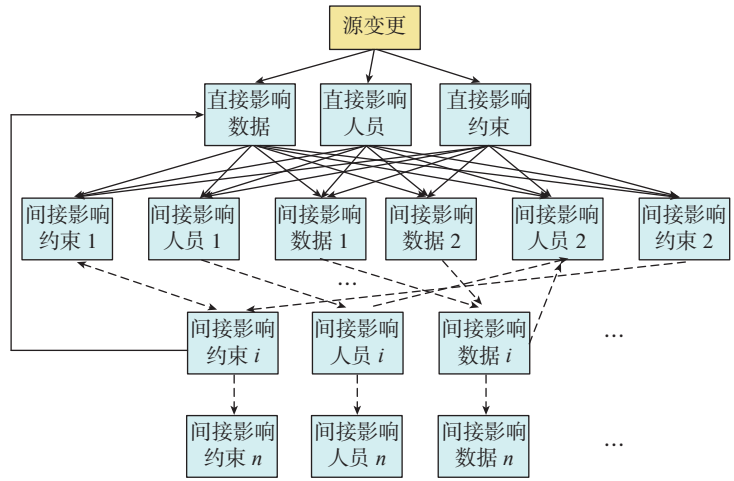 源变更
直接影响
数据
直接影响
人员
直接影响
约束
间接影响
约束 1
间接影响
人员 1
间接影响
数据 1
间接影响
数据 2
间接影响
人员 2
间接影响
约束 2
...
间接影响
约束 i
间接影响
人员 i
间接影响
数据 i
...
间接影响
约束 n
间接影响
人员 n
间接影响
数据 n
...